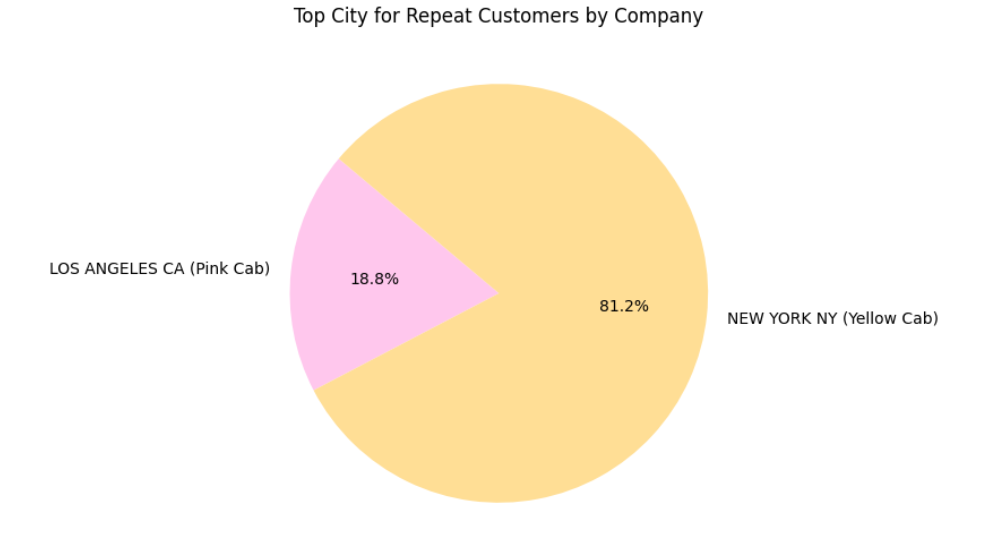 Top City for Repeat Customers by Company
LOS ANGELES CA (Pink Cab)
18.8%
81.2%
NEW YORK NY (Yellow Cab)